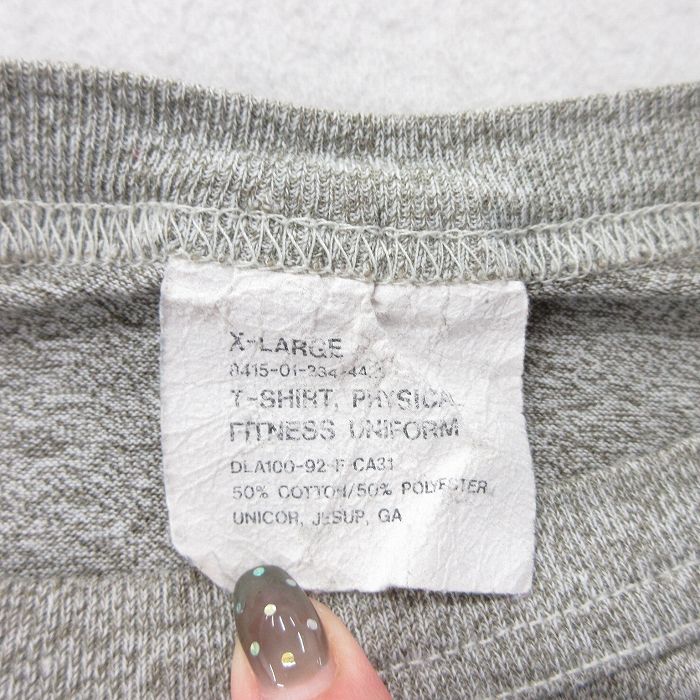 X-LARGE
T-SHIRT, PHYSICAL
FITNESS UNIFORM
DLA100-92-F-CA31
50% COTTON/50% POLYESTER
UNICOR, JESUP, GA